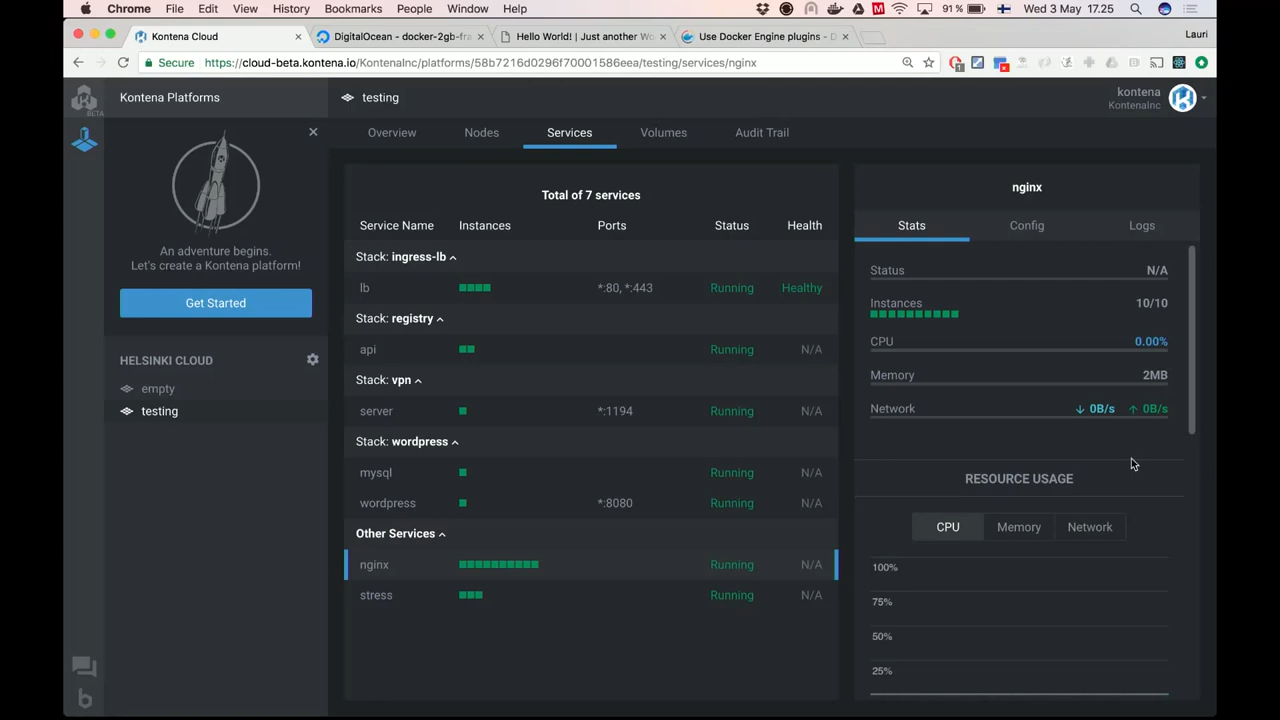 Chrome File Edit View History Bookmarks People Window Help 91 % Wed 3 May 17.25
Kontena Cloud DigitalOcean - docker-2gb-fra Hello World! | Just another Wo Use Docker Engine plugins - D Lauri
Secure https://cloud-beta.kontena.io/KontenaInc/platforms/58b7216d0296f70001586eea/testing/services/nginx
BETA
Kontena Platforms
testing
kontena
KontenaInc
Overview Nodes Services Volumes Audit Trail
An adventure begins.
Let's create a Kontena platform!
Get Started
HELSINKI CLOUD
empty
testing
Total of 7 services
Service Name Instances Ports Status Health
Stack: ingress-lb
lb *:80, *:443 Running Healthy
Stack: registry
api Running N/A
Stack: vpn
server *:1194 Running N/A
Stack: wordpress
mysql Running N/A
wordpress *:8080 Running N/A
Other Services
nginx Running N/A
stress Running N/A
nginx
Stats Config Logs
Status N/A
Instances 10/10
CPU 0.00%
Memory 2MB
Network 0B/s 0B/s
RESOURCE USAGE
CPU Memory Network
100%
75%
50%
25%
b